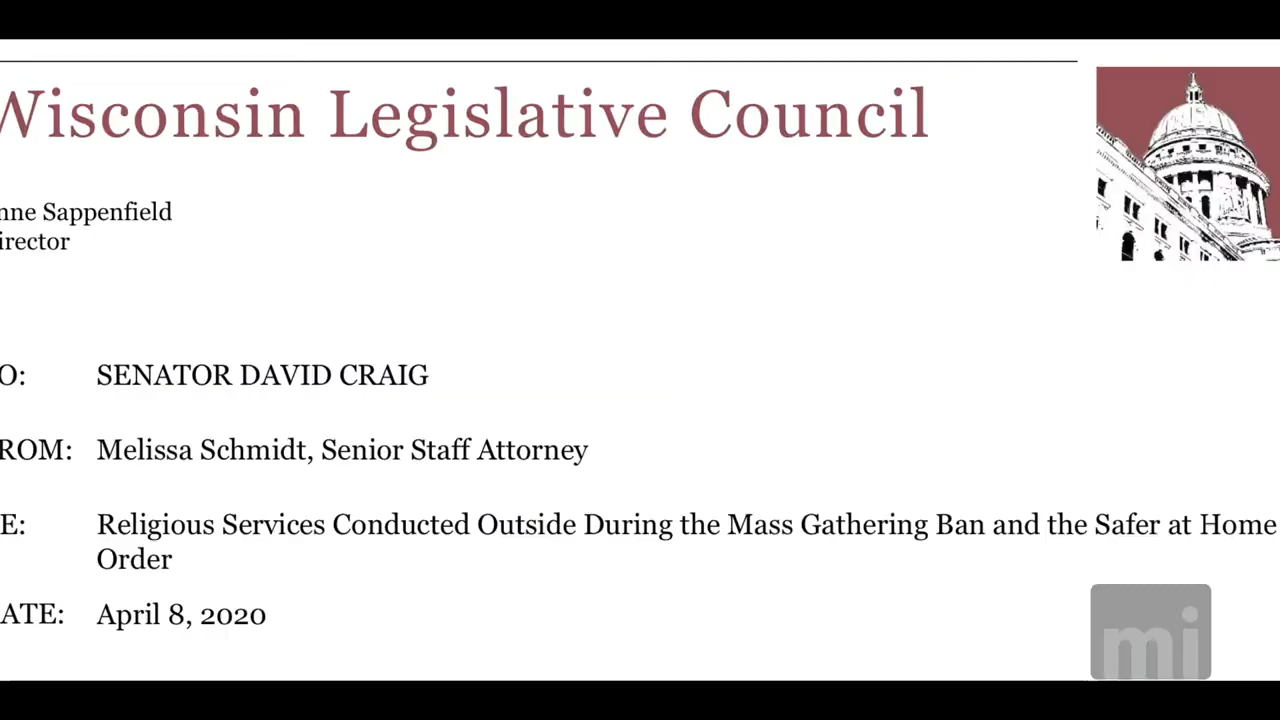 Wisconsin Legislative Council
nne Sappenfield
irector
O: SENATOR DAVID CRAIG
ROM: Melissa Schmidt, Senior Staff Attorney
E: Religious Services Conducted Outside During the Mass Gathering Ban and the Safer at Home
Order
ATE: April 8, 2020
mi